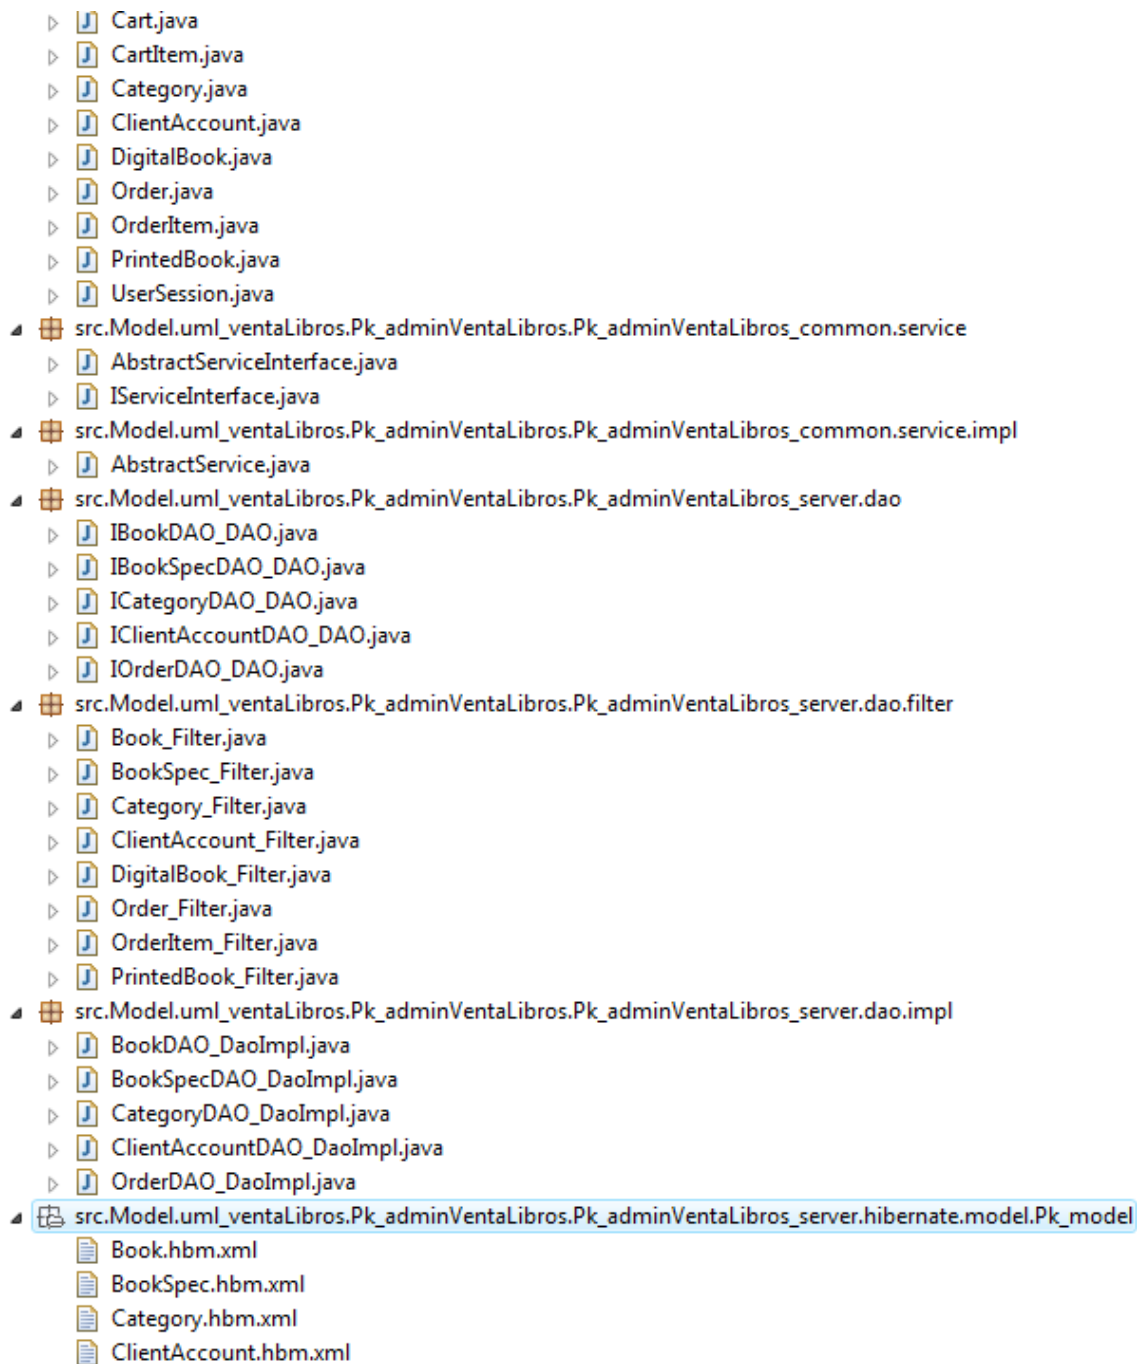 Cart.java
CartItem.java
Category.java
ClientAccount.java
DigitalBook.java
Order.java
OrderItem.java
PrintedBook.java
UserSession.java
src.Model.uml_ventaLibros.Pk_adminVentaLibros.Pk_adminVentaLibros_common.service
AbstractServiceInterface.java
IServiceInterface.java
src.Model.uml_ventaLibros.Pk_adminVentaLibros.Pk_adminVentaLibros_common.service.impl
AbstractService.java
src.Model.uml_ventaLibros.Pk_adminVentaLibros.Pk_adminVentaLibros_server.dao
IBookDAO_DAO.java
IBookSpecDAO_DAO.java
ICategoryDAO_DAO.java
IClientAccountDAO_DAO.java
IOrderDAO_DAO.java
src.Model.uml_ventaLibros.Pk_adminVentaLibros.Pk_adminVentaLibros_server.dao.filter
Book_Filter.java
BookSpec_Filter.java
Category_Filter.java
ClientAccount_Filter.java
DigitalBook_Filter.java
Order_Filter.java
OrderItem_Filter.java
PrintedBook_Filter.java
src.Model.uml_ventaLibros.Pk_adminVentaLibros.Pk_adminVentaLibros_server.dao.impl
BookDAO_DaoImpl.java
BookSpecDAO_DaoImpl.java
CategoryDAO_DaoImpl.java
ClientAccountDAO_DaoImpl.java
OrderDAO_DaoImpl.java
src.Model.uml_ventaLibros.Pk_adminVentaLibros.Pk_adminVentaLibros_server.hibernate.model.Pk_model
Book.hbm.xml
BookSpec.hbm.xml
Category.hbm.xml
ClientAccount.hbm.xml